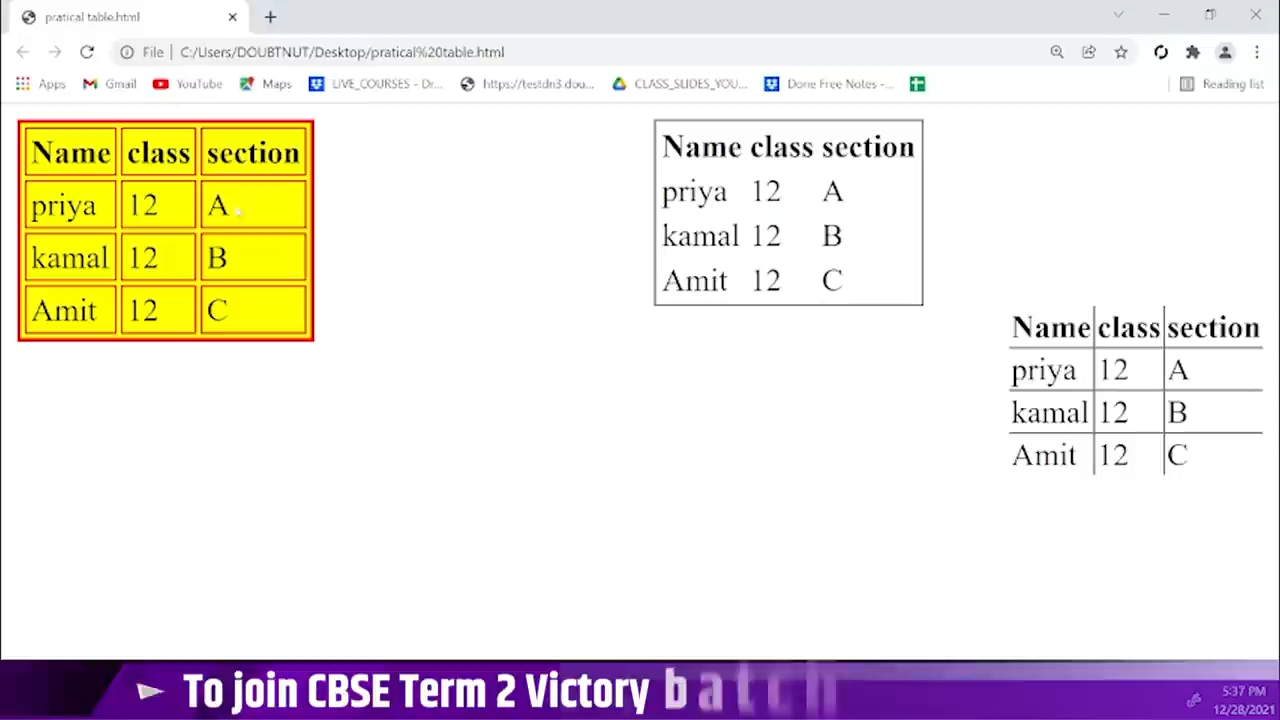 pratical table.html
File C:/Users/DOUBTNUT/Desktop/pratical%20table.html
Apps Gmail YouTube Maps LIVE_COURSES - Dr... https://testdn3.dou... CLASS_SLIDES_YOU... Done Free Notes -... Reading list
Name class section
priya 12 A
kamal 12 B
Amit 12 C
Name class section
priya 12 A
kamal 12 B
Amit 12 C
Name class section
priya 12 A
kamal 12 B
Amit 12 C
To join CBSE Term 2 Victory batch
5:37 PM
12/28/2021